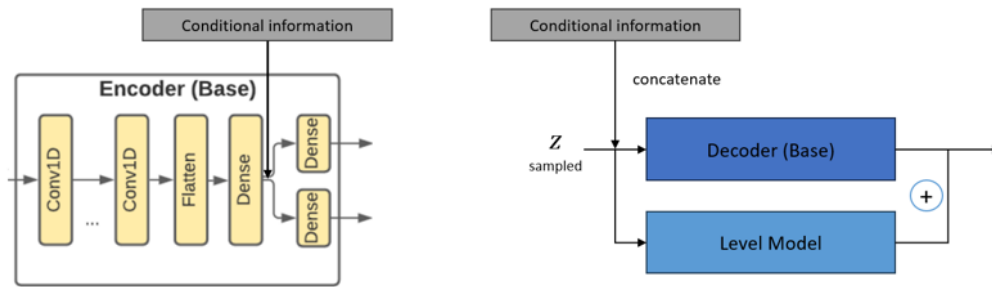 Conditional information
Encoder (Base)
Conv1D
...
Conv1D
Flatten
Dense
Dense
Dense
Conditional information
concatenate
Z
sampled
Decoder (Base)
+
Level Model